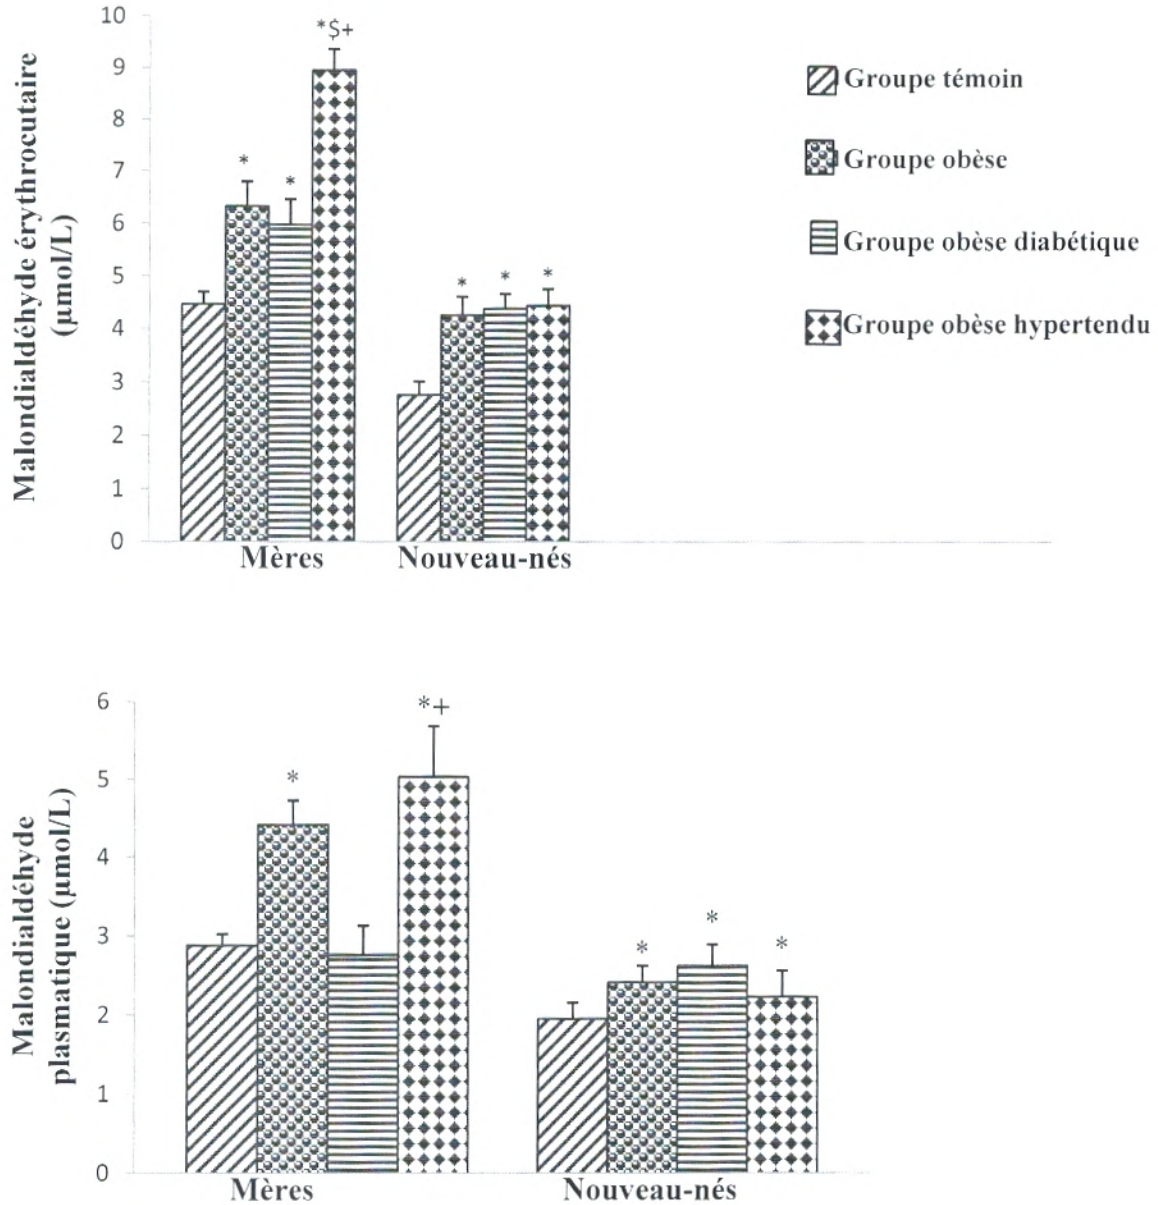 Malondialdéhyde érythrocutaire
(µmol/L)
10
9
8
7
6
5
4
3
2
1
0
*
*
*$+
*
*
*
Mères
Nouveau-nés
Groupe témoin
Groupe obèse
Groupe obèse diabétique
Groupe obèse hypertendu
Malondialdéhyde
plasmatique (µmol/L)
6
5
4
3
2
1
0
*
*+
*
*
*
Mères
Nouveau-nés